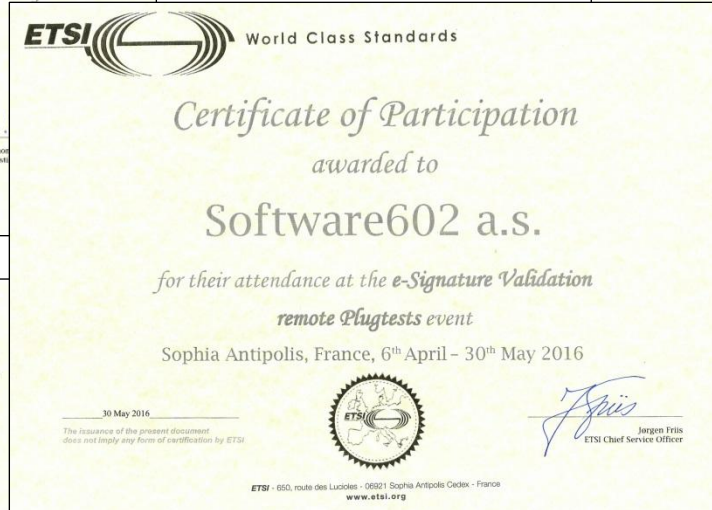 ETSI World Class Standards
Certificate of Participation
awarded to
Software602 a.s.
for their attendance at the e-Signature Validation
remote Plugtests event
Sophia Antipolis, France, 6th April – 30th May 2016
30 May 2016
The issuance of the present document
does not imply any form of certification by ETSI
ETSI
Jørgen Friis
ETSI Chief Service Officer
ETSI - 650, route des Lucioles - 06921 Sophia Antipolis Cedex - France
www.etsi.org